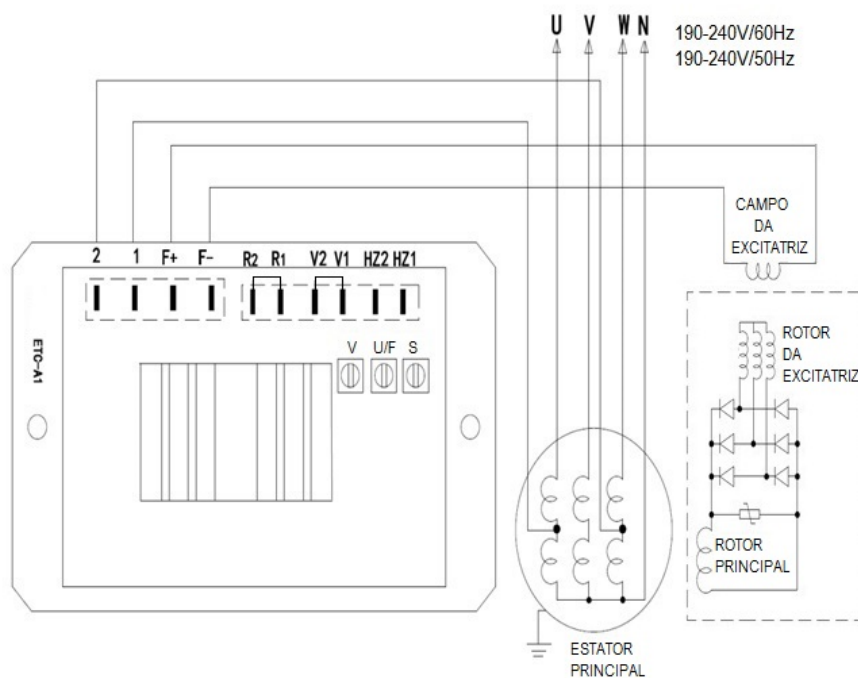 U V W N
190-240V/60Hz
190-240V/50Hz
CAMPO
DA
EXCITATRIZ
2 1 F+ F- R2 R1 V2 V1 HZ2 HZ1
V U/F S
ETC-A1
ROTOR
DA
EXCITATRIZ
ROTOR
PRINCIPAL
ESTATOR
PRINCIPAL